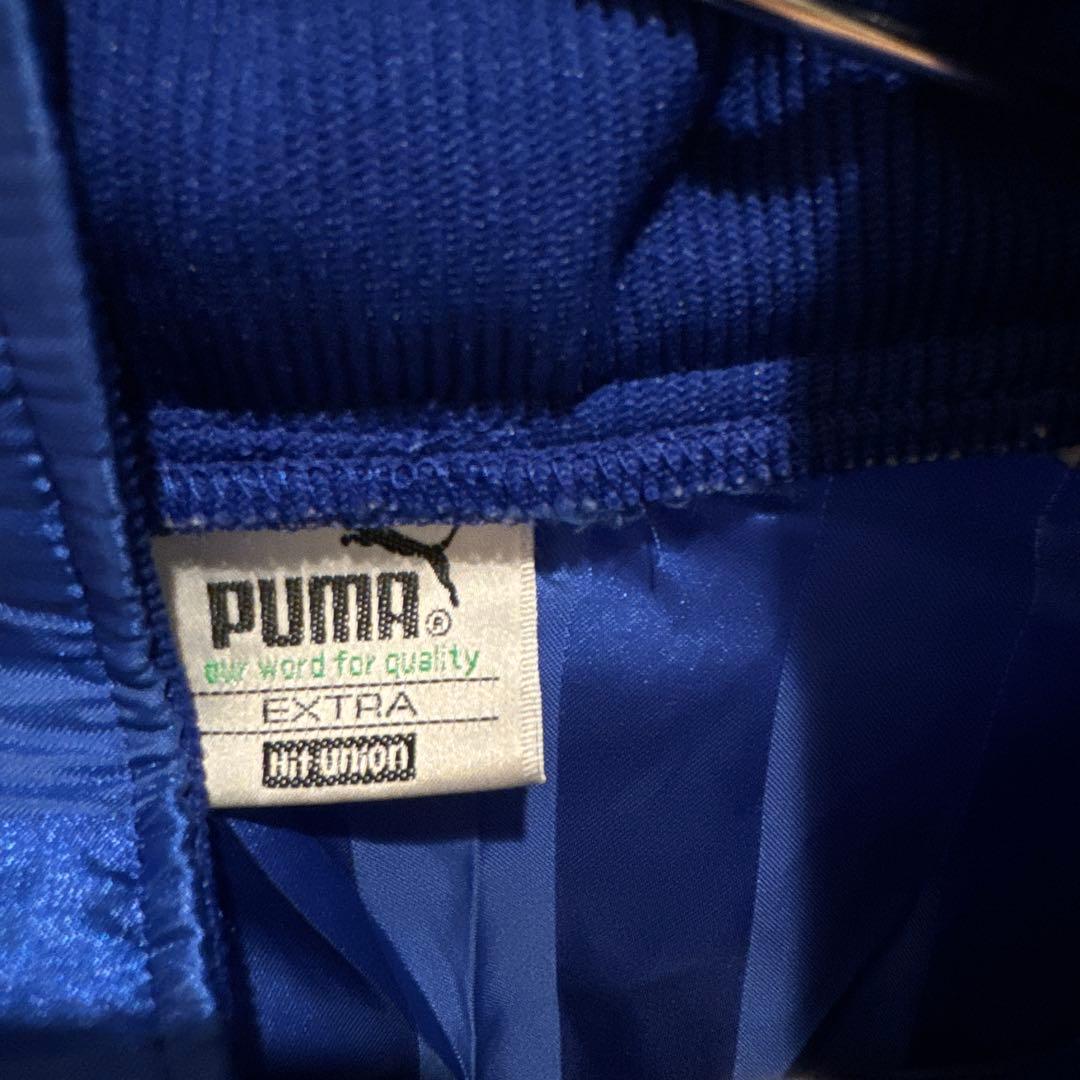 PUMA®
our word for quality
EXTRA
Hit Union